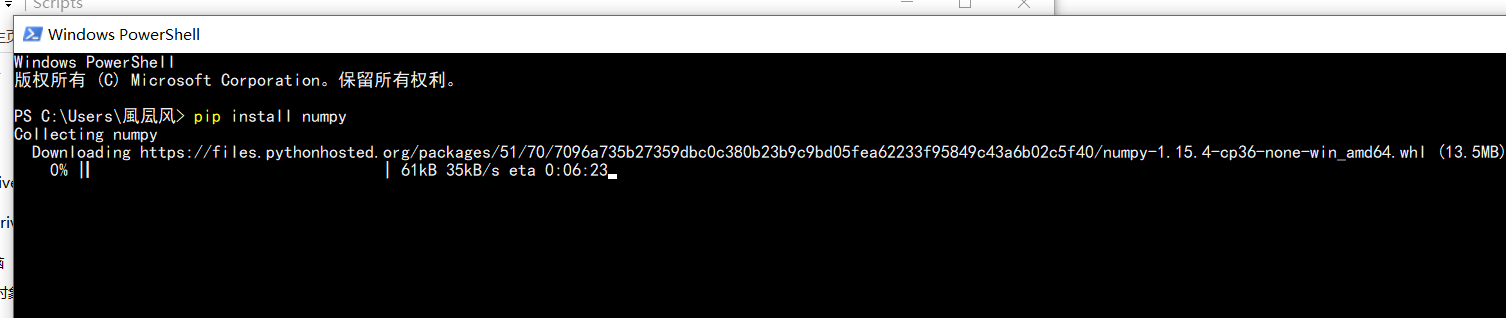 Scripts
Windows PowerShell
Windows PowerShell
版权所有 (C) Microsoft Corporation。保留所有权利。
PS C:\Users\風凬风> pip install numpy
Collecting numpy
Downloading https://files.pythonhosted.org/packages/51/70/7096a735b27359dbc0c380b23b9c9bd05fea62233f95849c43a6b02c5f40/numpy-1.15.4-cp36-none-win_amd64.whl (13.5MB)
0% || | 61kB 35kB/s eta 0:06:23